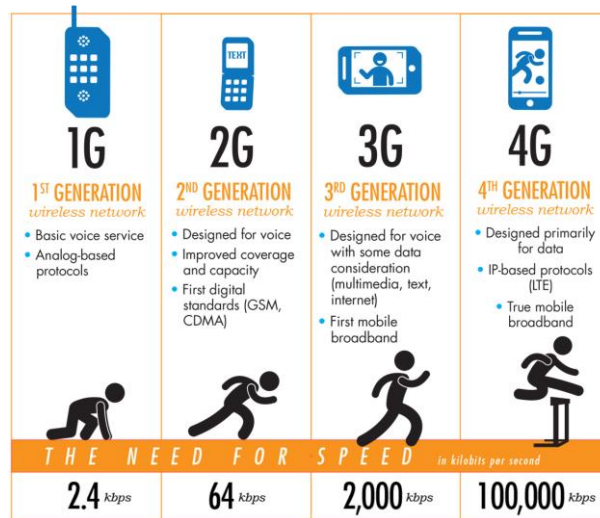 TEXT
1G
1ST GENERATION
wireless network
• Basic voice service
• Analog-based
protocols
2G
2ND GENERATION
wireless network
• Designed for voice
• Improved coverage
and capacity
• First digital
standards (GSM,
CDMA)
3G
3RD GENERATION
wireless network
• Designed for voice
with some data
consideration
(multimedia, text,
internet)
• First mobile
broadband
4G
4TH GENERATION
wireless network
• Designed primarily
for data
• IP-based protocols
(LTE)
• True mobile
broadband
THE NEED FOR SPEED in kilobits per second
2.4 kbps
64 kbps
2,000 kbps
100,000 kbps